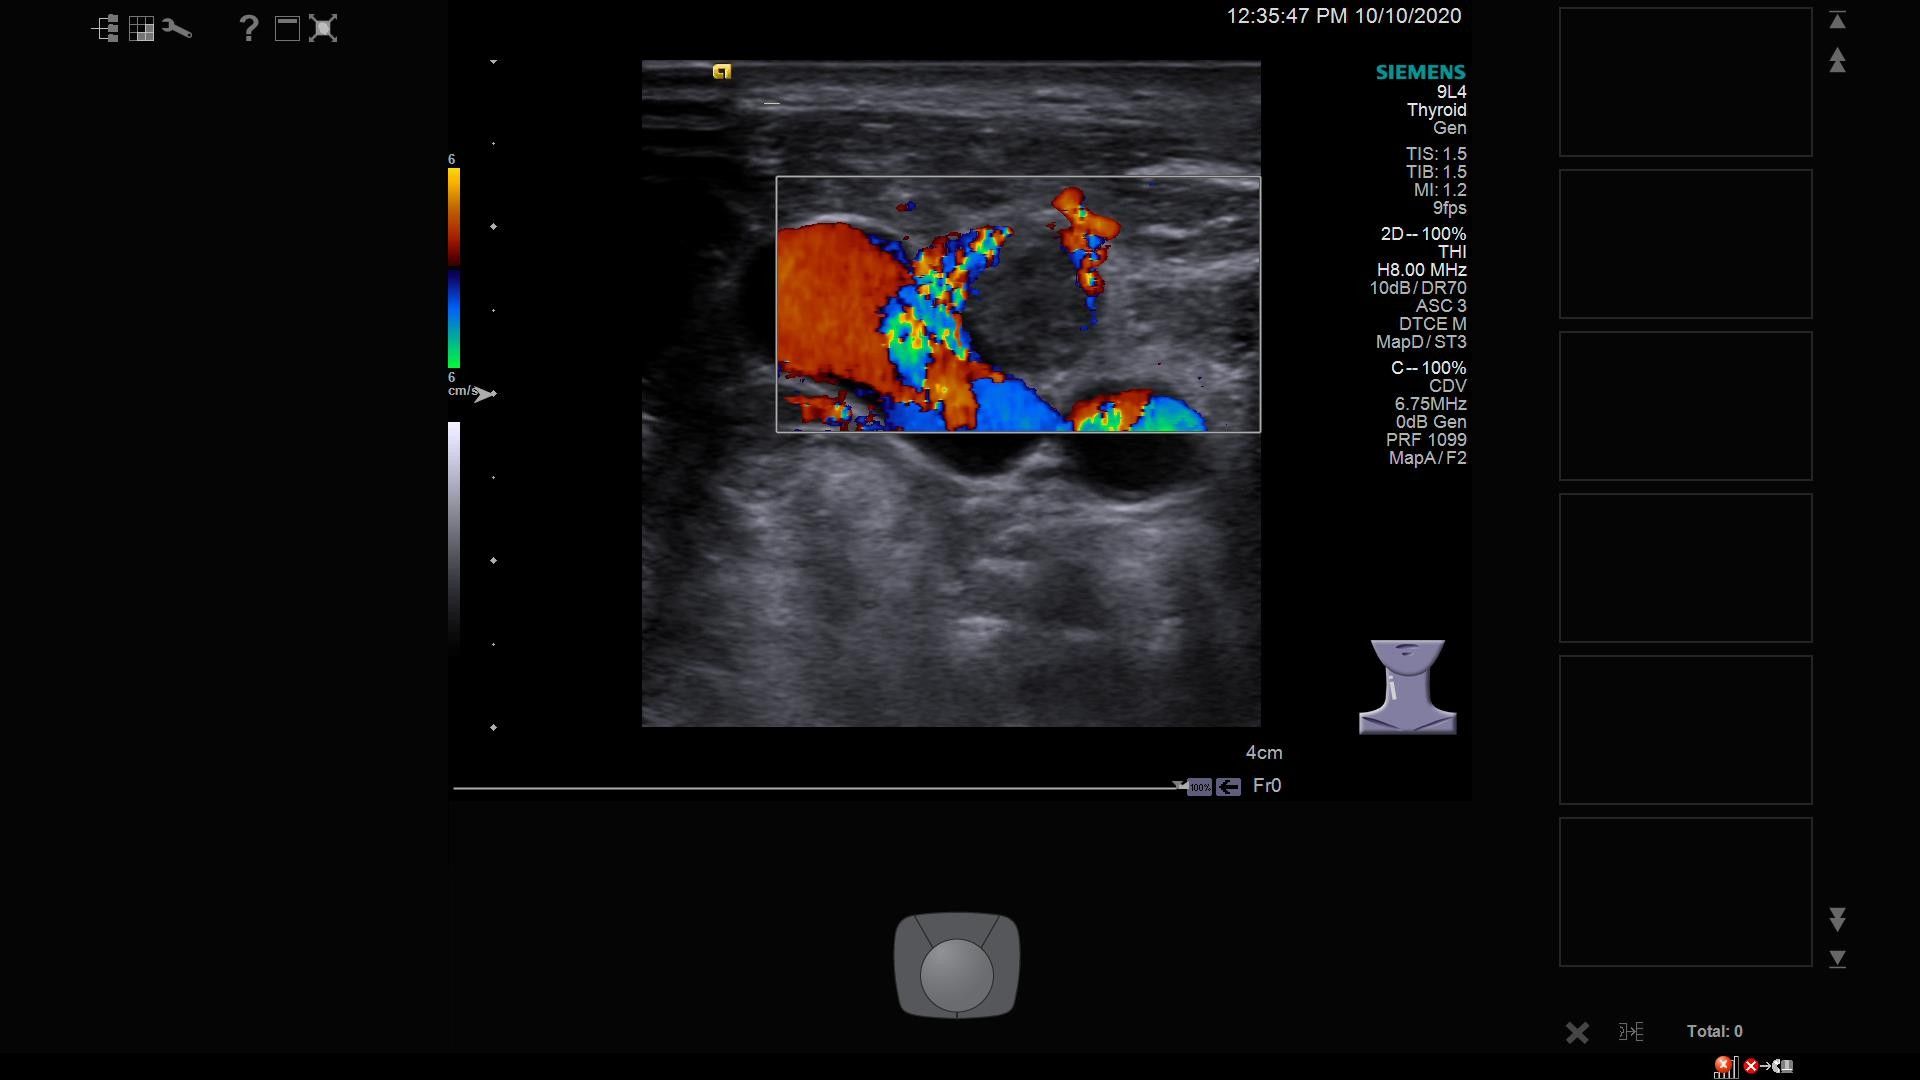 12:35:47 PM 10/10/2020
SIEMENS
9L4
Thyroid
Gen
TIS: 1.5
TIB: 1.5
MI: 1.2
9fps
2D -- 100%
THI
H8.00 MHz
10dB / DR70
ASC 3
DTCE M
MapD / ST3
C -- 100%
CDV
6.75MHz
0dB Gen
PRF 1099
MapA / F2
6
6
cm/s
4cm
100%
Fr0
Total: 0